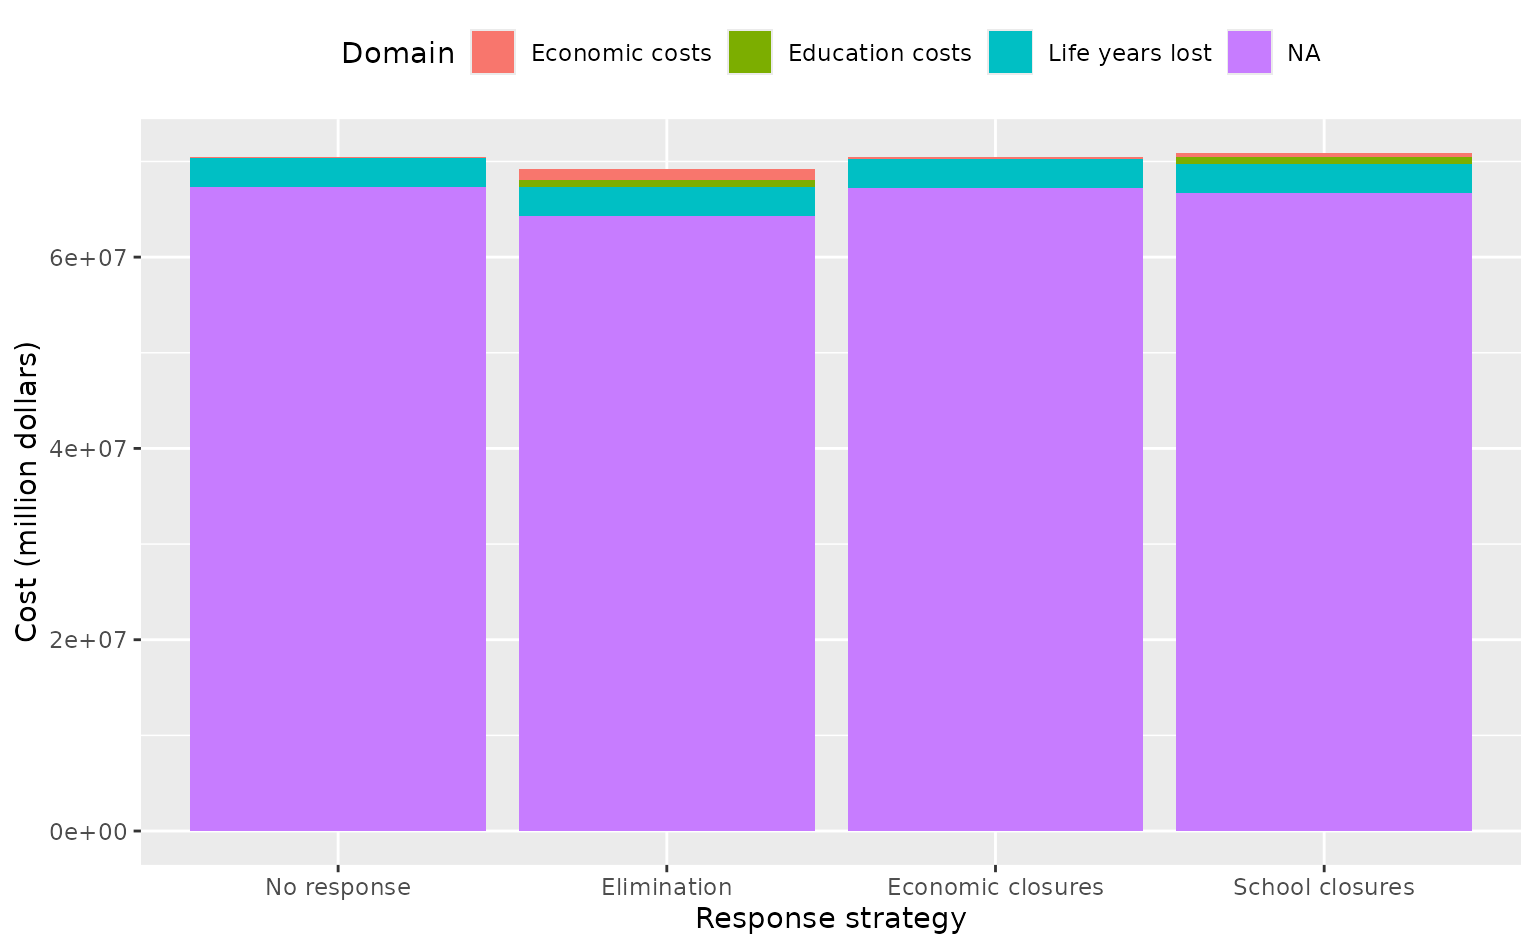 Domain Economic costs Education costs Life years lost NA
Cost (million dollars)
6e+07
4e+07
2e+07
0e+00
No response Elimination Economic closures School closures
Response strategy